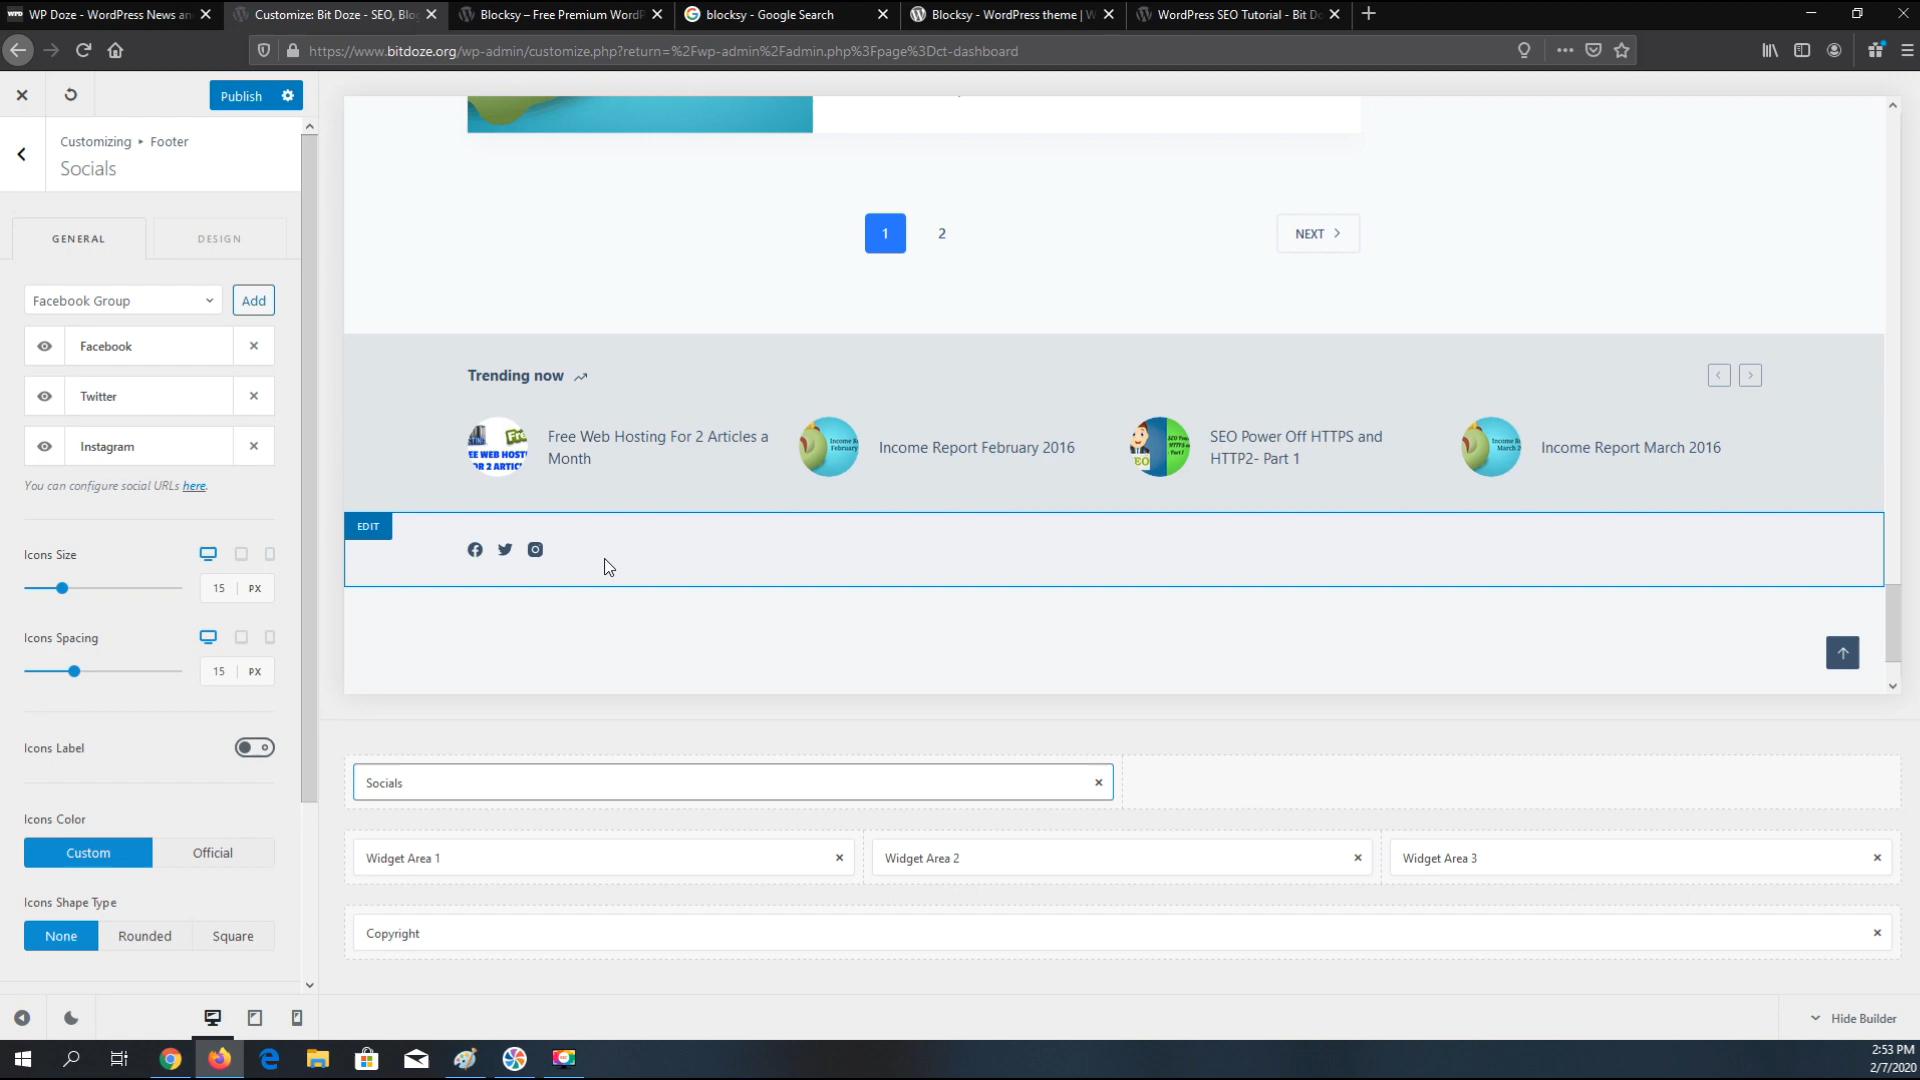 WP Doze - WordPress News an
Customize: Bit Doze - SEO, Blog
Blocksy – Free Premium WordP
blocksy - Google Search
Blocksy - WordPress theme | W
WordPress SEO Tutorial - Bit Do
https://www.bitdoze.org/wp-admin/customize.php?return=%2Fwp-admin%2Fadmin.php%3Fpage%3Dct-dashboard
Publish
Customizing ▸ Footer
Socials
GENERAL
DESIGN
Facebook Group
Add
Facebook
Twitter
Instagram
You can configure social URLs here.
Icons Size
15 PX
Icons Spacing
15 PX
Icons Label
Icons Color
Custom
Official
Icons Shape Type
None
Rounded
Square
1
2
NEXT
Trending now
Free Web Hosting For 2 Articles a
Month
Income Report February 2016
SEO Power Off HTTPS and
HTTP2- Part 1
Income Report March 2016
EDIT
Socials
Widget Area 1
Widget Area 2
Widget Area 3
Copyright
Hide Builder
2:53 PM
2/7/2020